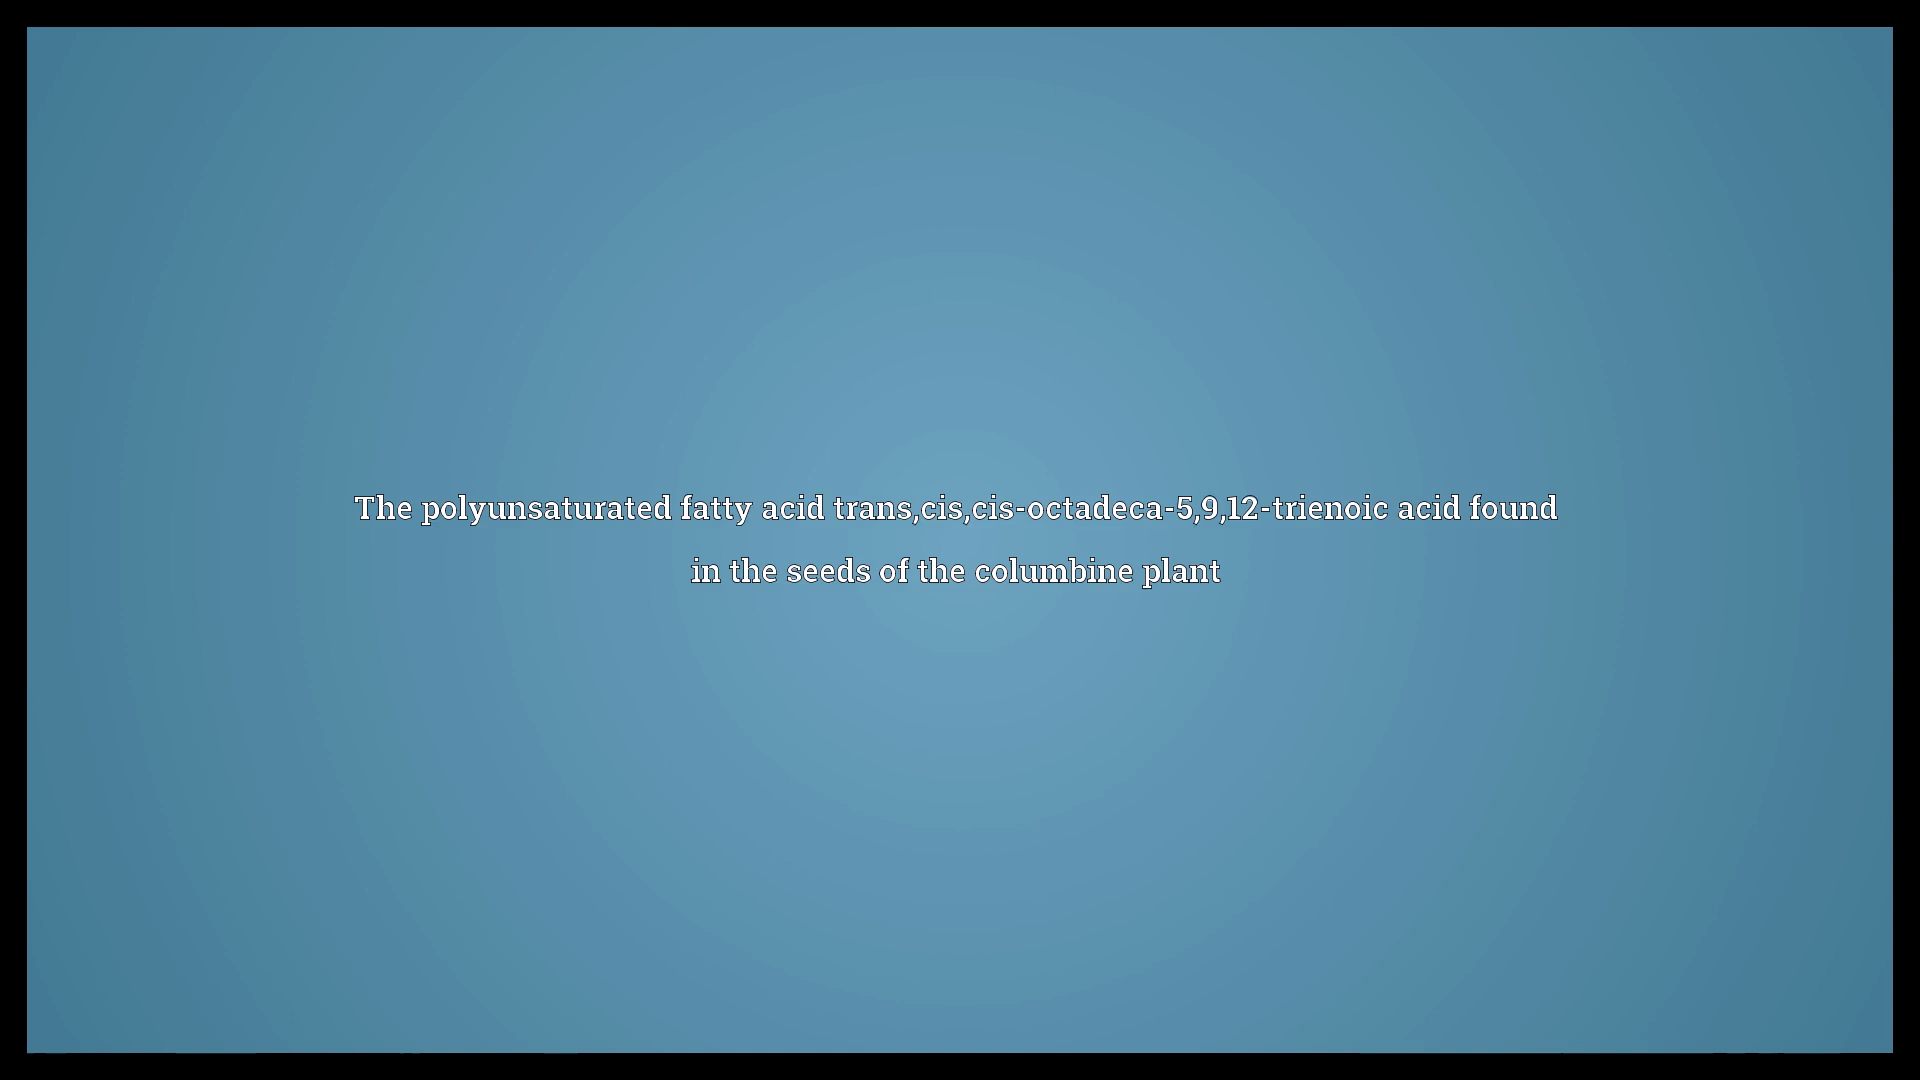 The polyunsaturated fatty acid trans,cis,cis-octadeca-5,9,12-trienoic acid found
in the seeds of the columbine plant